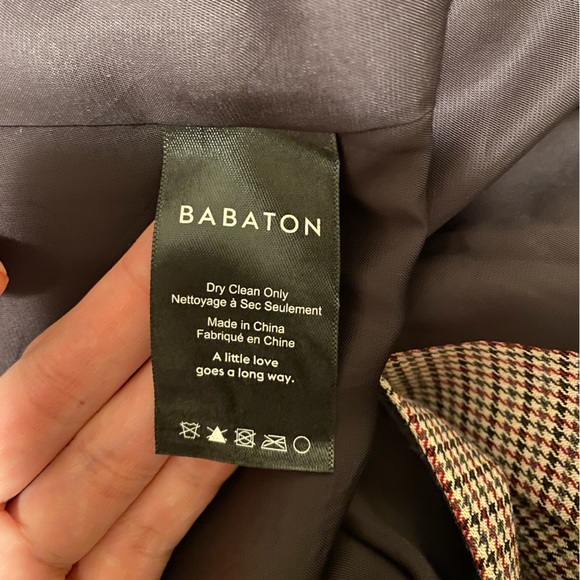 BABATON
Dry Clean Only
Nettoyage à Sec Seulement
Made in China
Fabriqué en Chine
A little love
goes a long way.